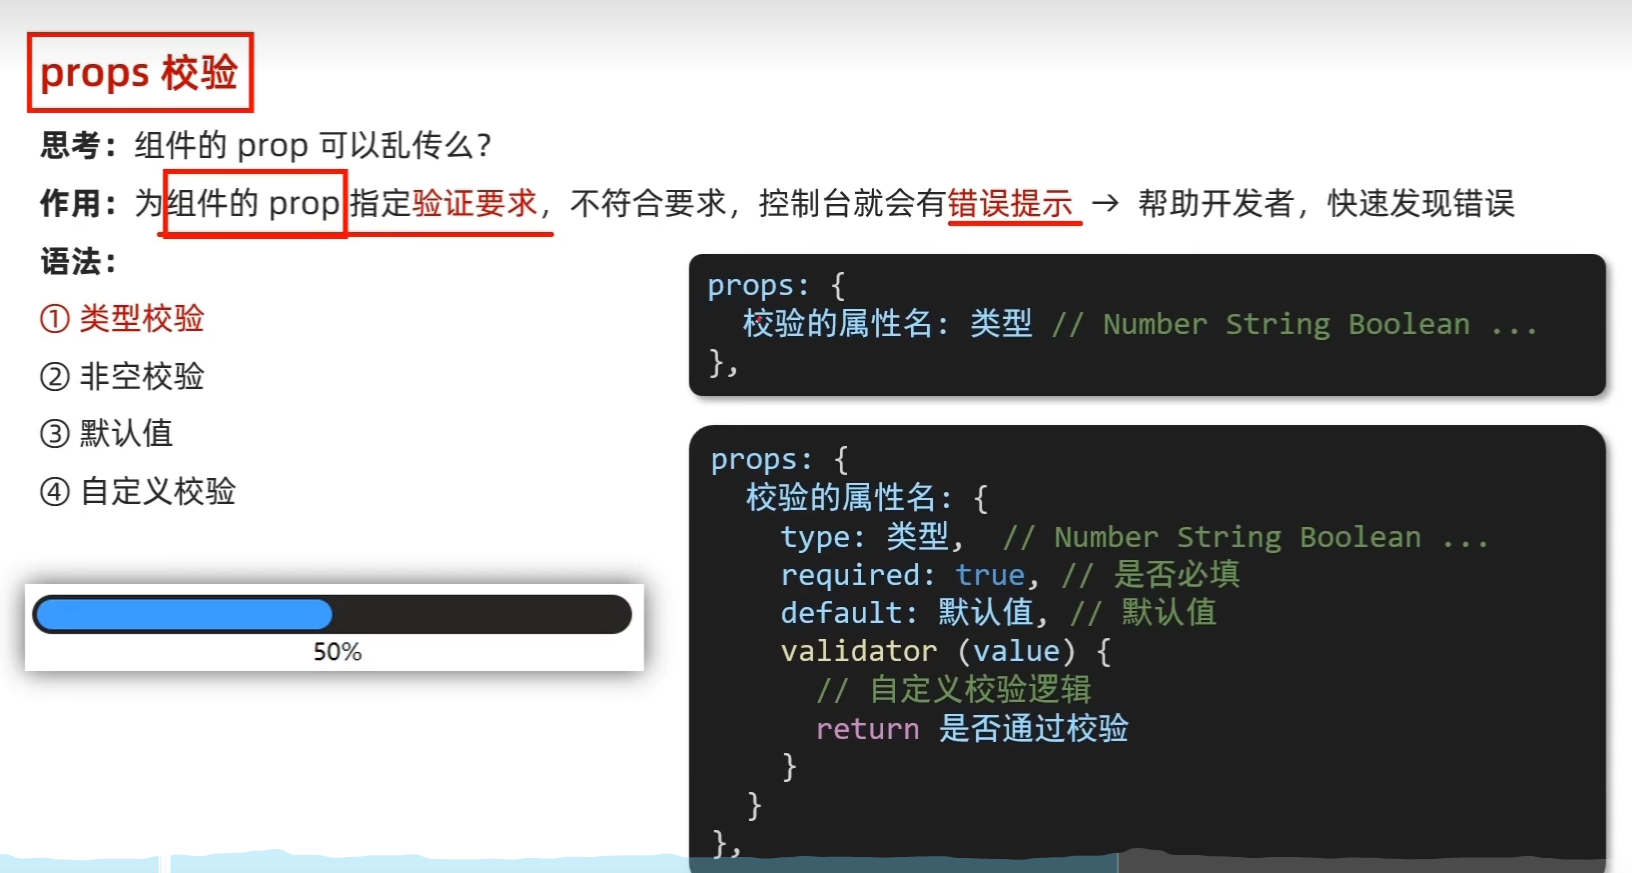 props 校验
思考：组件的 prop 可以乱传么？
作用：为组件的 prop 指定验证要求，不符合要求，控制台就会有错误提示 → 帮助开发者，快速发现错误
语法：
① 类型校验
② 非空校验
③ 默认值
④ 自定义校验
50%
props: {
  校验的属性名: 类型 // Number String Boolean ...
},
props: {
  校验的属性名: {
    type: 类型,  // Number String Boolean ...
    required: true, // 是否必填
    default: 默认值, // 默认值
    validator (value) {
      // 自定义校验逻辑
      return 是否通过校验
    }
  }
},